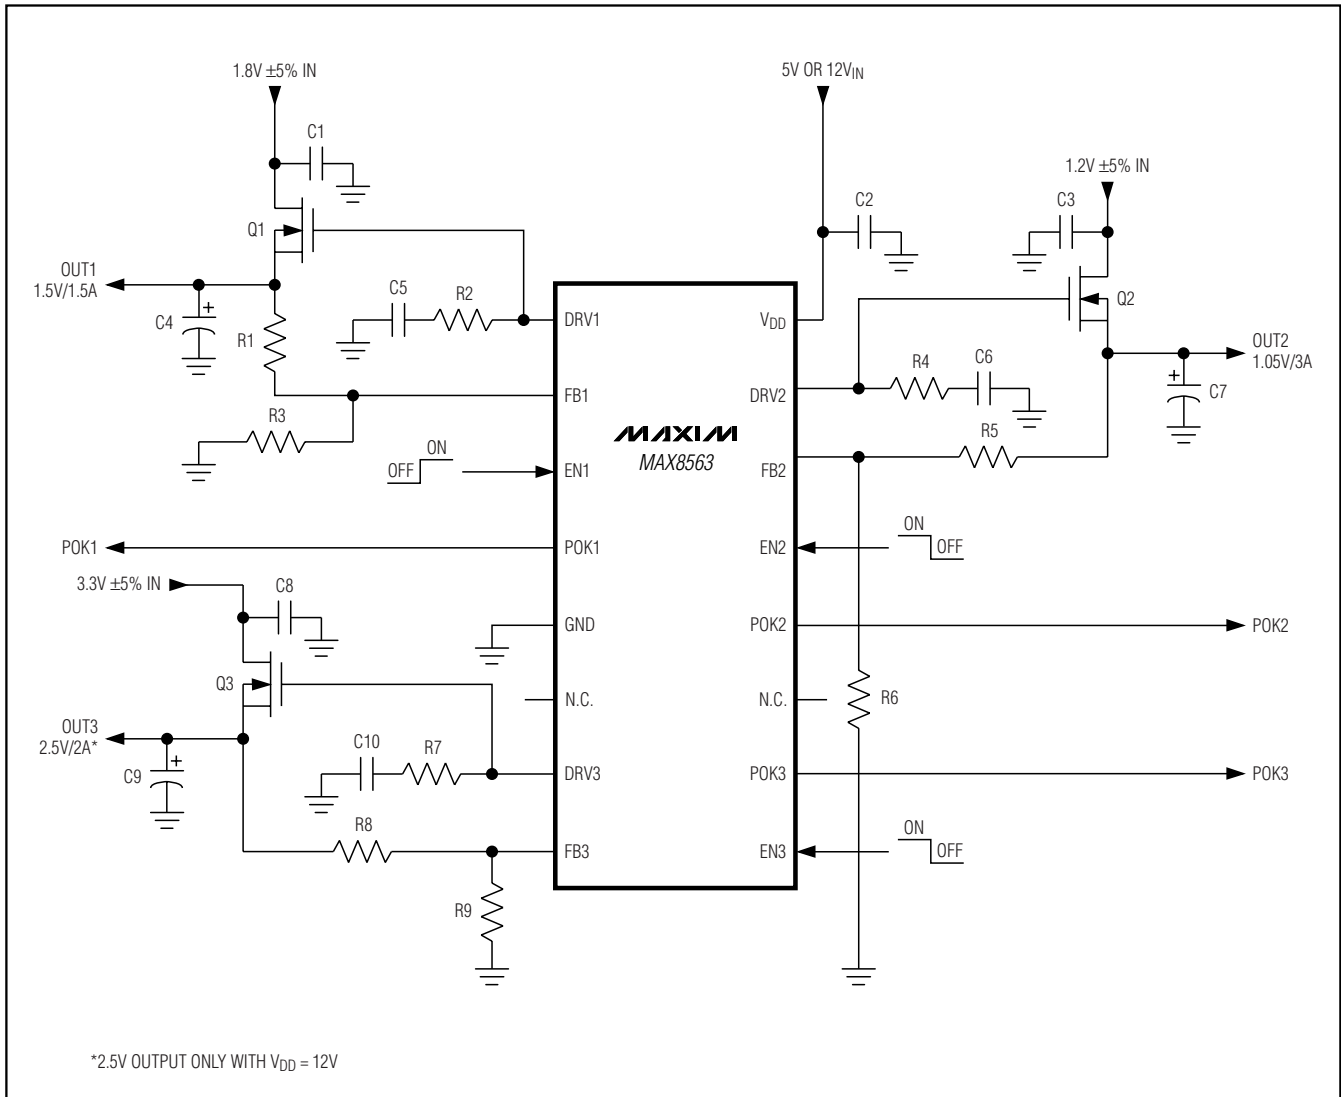 1.8V ±5% IN
5V OR 12VIN
C1
1.2V ±5% IN
C2
C3
Q1
OUT1
1.5V/1.5A
C5
R2
Q2
C4
R1
DRV1
VDD
OUT2
1.05V/3A
R4
C6
C7
FB1
DRV2
R3
MAXIM
MAX8563
R5
ON
OFF
EN1
FB2
ON
OFF
POK1
POK1
EN2
3.3V ±5% IN
C8
GND
POK2
POK2
Q3
N.C.
N.C.
R6
OUT3
2.5V/2A*
C10
R7
C9
DRV3
POK3
POK3
R8
ON
OFF
FB3
EN3
R9
*2.5V OUTPUT ONLY WITH VDD = 12V